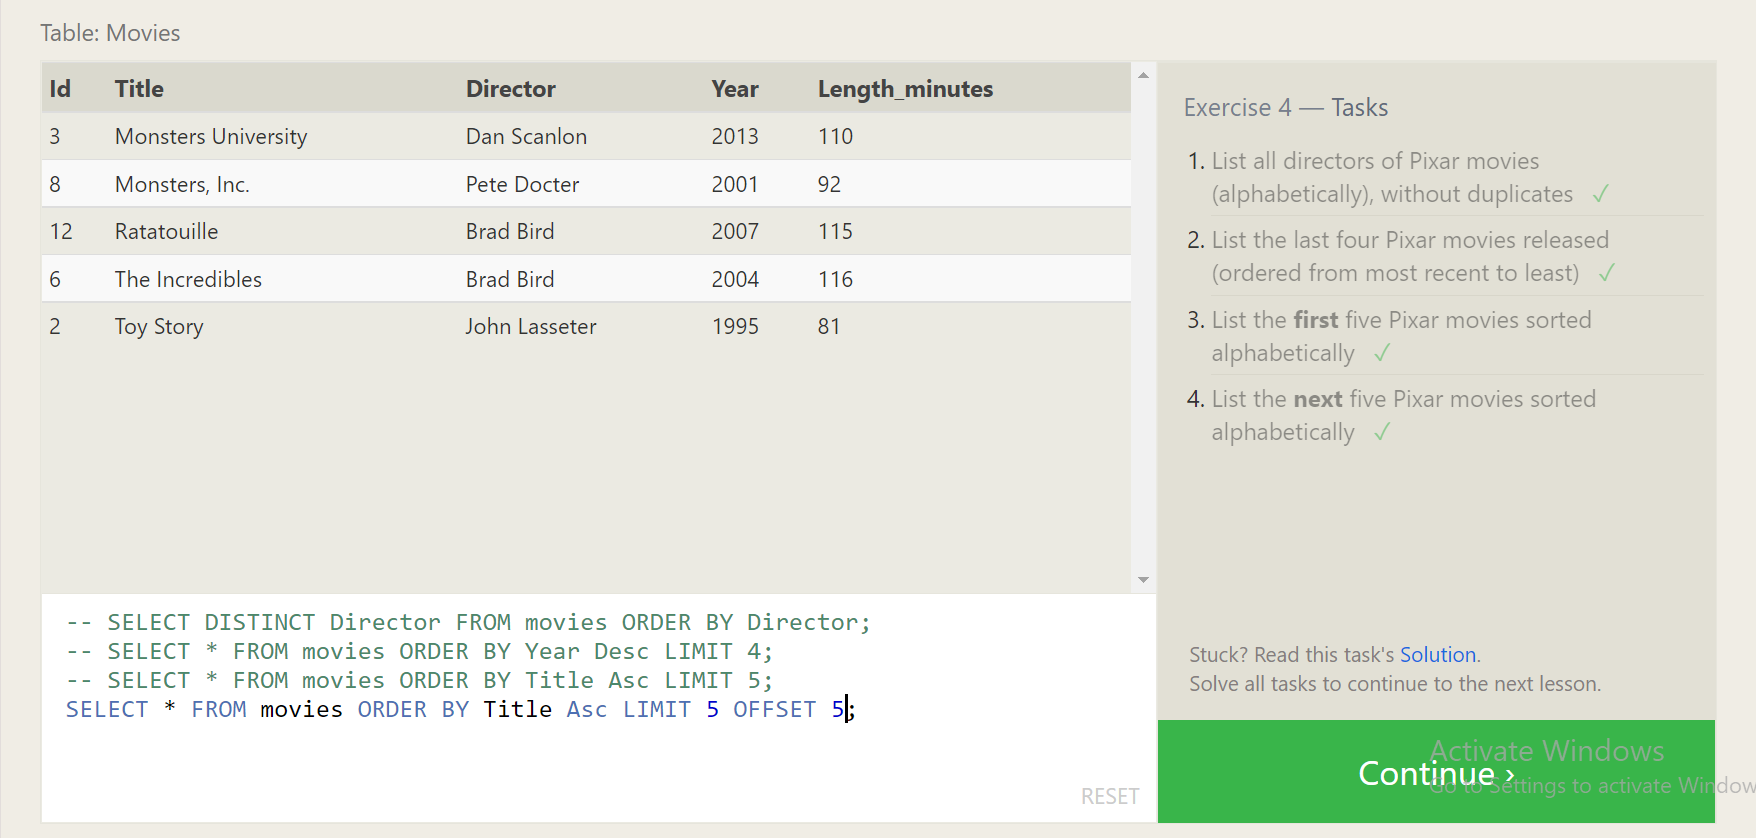 Table: Movies
Id Title Director Year Length_minutes
3 Monsters University Dan Scanlon 2013 110
8 Monsters, Inc. Pete Docter 2001 92
12 Ratatouille Brad Bird 2007 115
6 The Incredibles Brad Bird 2004 116
2 Toy Story John Lasseter 1995 81
-- SELECT DISTINCT Director FROM movies ORDER BY Director;
-- SELECT * FROM movies ORDER BY Year Desc LIMIT 4;
-- SELECT * FROM movies ORDER BY Title Asc LIMIT 5;
SELECT * FROM movies ORDER BY Title Asc LIMIT 5 OFFSET 5;
RESET
Exercise 4 — Tasks
1. List all directors of Pixar movies
(alphabetically), without duplicates ✓
2. List the last four Pixar movies released
(ordered from most recent to least) ✓
3. List the first five Pixar movies sorted
alphabetically ✓
4. List the next five Pixar movies sorted
alphabetically ✓
Stuck? Read this task's Solution.
Solve all tasks to continue to the next lesson.
Activate Windows
Continue ›
Go to Settings to activate Window